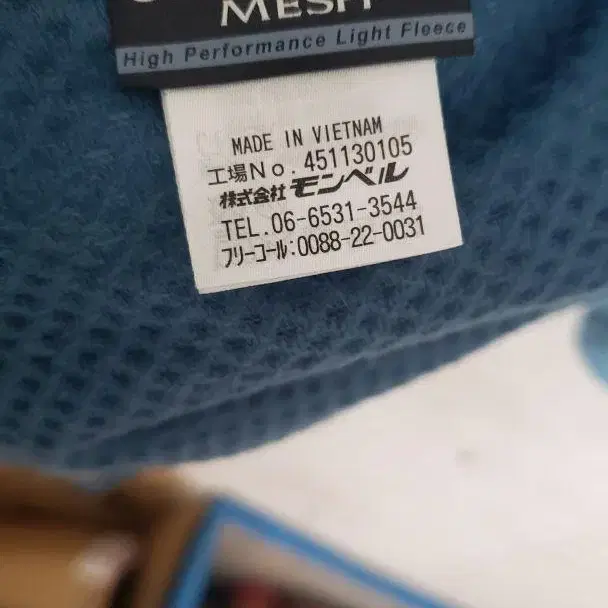 MESH
High Performance Light Fleece
MADE IN VIETNAM
工場No. 451130105
株式会社 モンベル
TEL. 06-6531-3544
フリーコール:0088-22-0031